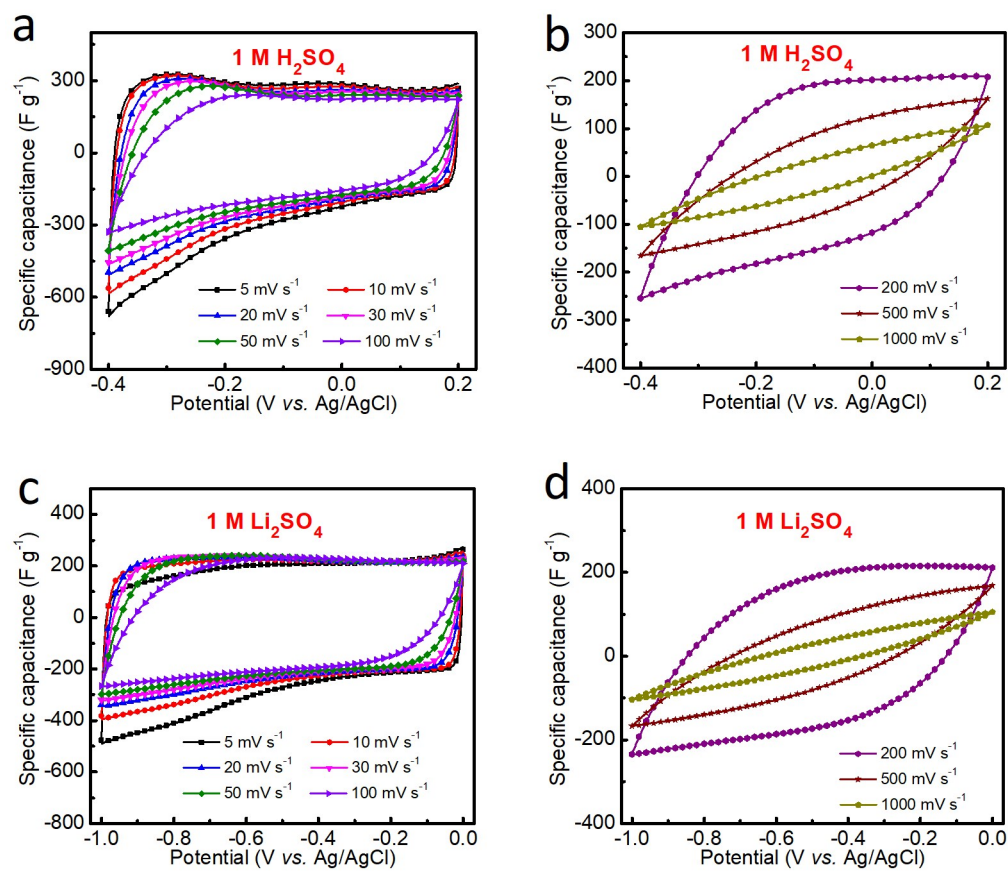 a
1 M H₂SO₄
Specific capacitance (F g⁻¹)
300
0
-300
-600
-900
5 mV s⁻¹ 10 mV s⁻¹
20 mV s⁻¹ 30 mV s⁻¹
50 mV s⁻¹ 100 mV s⁻¹
-0.4 -0.2 0.0 0.2
Potential (V vs. Ag/AgCl)
b
1 M H₂SO₄
Specific capacitance (F g⁻¹)
300
200
100
0
-100
-200
-300
-400
200 mV s⁻¹
500 mV s⁻¹
1000 mV s⁻¹
-0.4 -0.2 0.0 0.2
Potential (V vs. Ag/AgCl)
c
1 M Li₂SO₄
Specific capacitance (F g⁻¹)
400
200
0
-200
-400
-600
-800
5 mV s⁻¹ 10 mV s⁻¹
20 mV s⁻¹ 30 mV s⁻¹
50 mV s⁻¹ 100 mV s⁻¹
-1.0 -0.8 -0.6 -0.4 -0.2 0.0
Potential (V vs. Ag/AgCl)
d
1 M Li₂SO₄
Specific capacitance (F g⁻¹)
400
200
0
-200
-400
200 mV s⁻¹
500 mV s⁻¹
1000 mV s⁻¹
-1.0 -0.8 -0.6 -0.4 -0.2 0.0
Potential (V vs. Ag/AgCl)